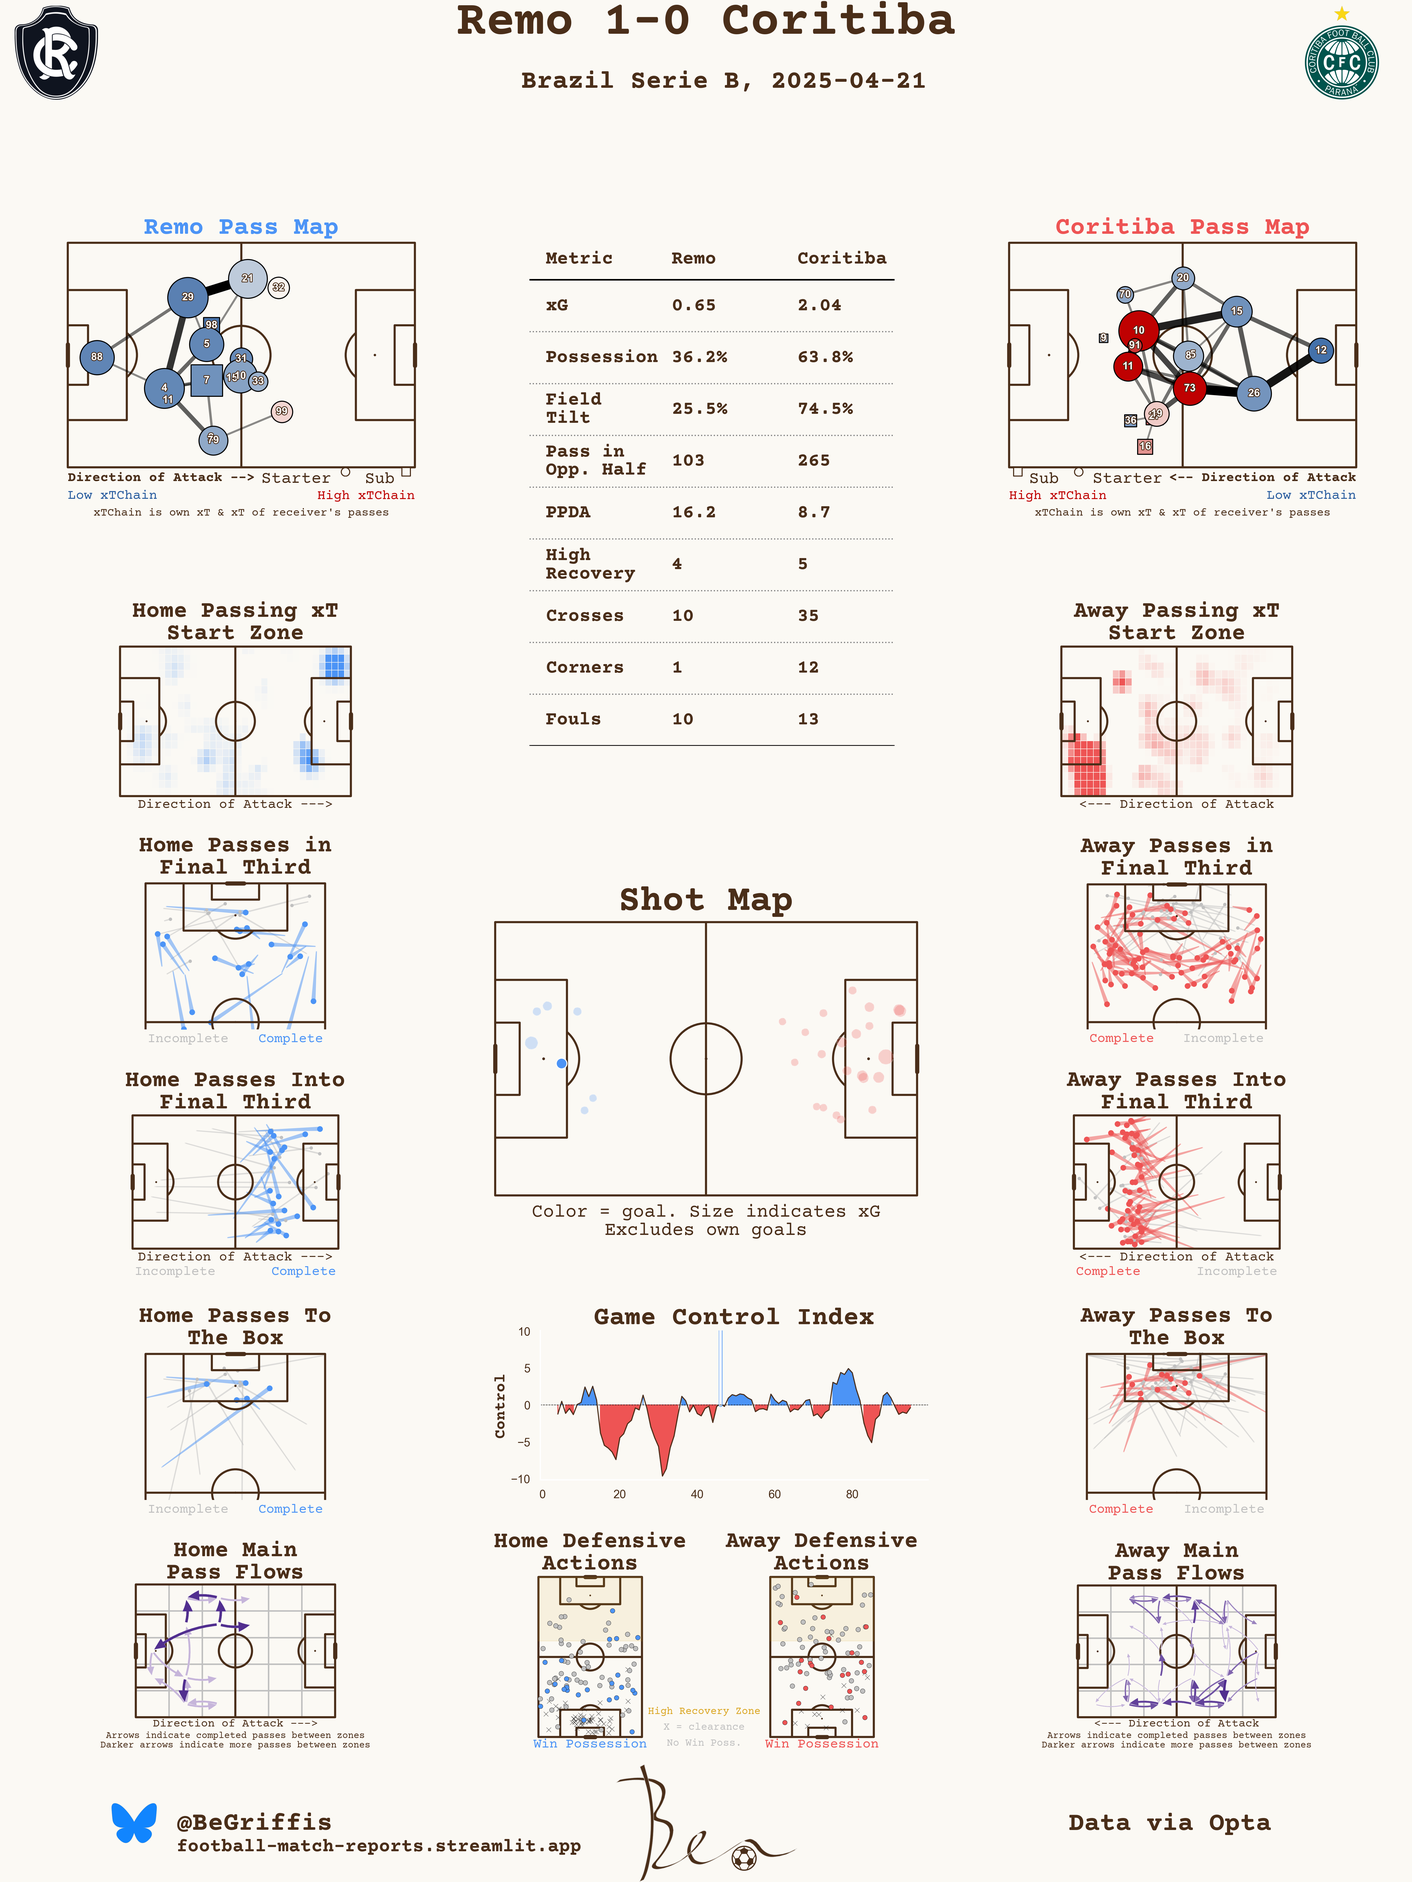 Remo 1-0 Coritiba
Brazil Serie B, 2025-04-21
CORITIBA FOOT BALL CLUB
CFC
PARANÁ
Remo Pass Map
21
32
29
98
5
88
31
7
15
10
33
4
11
99
79
Direction of Attack --> Starter Sub
Low xTChain High xTChain
xTChain is own xT & xT of receiver's passes
Metric Remo Coritiba
xG 0.65 2.04
Possession 36.2% 63.8%
Field
Tilt 25.5% 74.5%
Pass in
Opp. Half 103 265
PPDA 16.2 8.7
High
Recovery 4 5
Crosses 10 35
Corners 1 12
Fouls 10 13
Coritiba Pass Map
20
70
15
10
9
91
12
11
73
26
19
36
16
Sub Starter <-- Direction of Attack
High xTChain Low xTChain
xTChain is own xT & xT of receiver's passes
Home Passing xT
Start Zone
Direction of Attack --->
Away Passing xT
Start Zone
<--- Direction of Attack
Home Passes in
Final Third
Incomplete Complete
Away Passes in
Final Third
Complete Incomplete
Shot Map
Color = goal. Size indicates xG
Excludes own goals
Home Passes Into
Final Third
Direction of Attack --->
Incomplete Complete
Away Passes Into
Final Third
<--- Direction of Attack
Complete Incomplete
Home Passes To
The Box
Incomplete Complete
Game Control Index
Control
10
5
0
−5
−10
0 20 40 60 80
Away Passes To
The Box
Complete Incomplete
Home Main
Pass Flows
Direction of Attack --->
Arrows indicate completed passes between zones
Darker arrows indicate more passes between zones
Home Defensive
Actions
Win Possession
High Recovery Zone
X = clearance
No Win Poss.
Away Defensive
Actions
Win Possession
Away Main
Pass Flows
<--- Direction of Attack
Arrows indicate completed passes between zones
Darker arrows indicate more passes between zones
@BeGriffis
football-match-reports.streamlit.app
Ben
Data via Opta